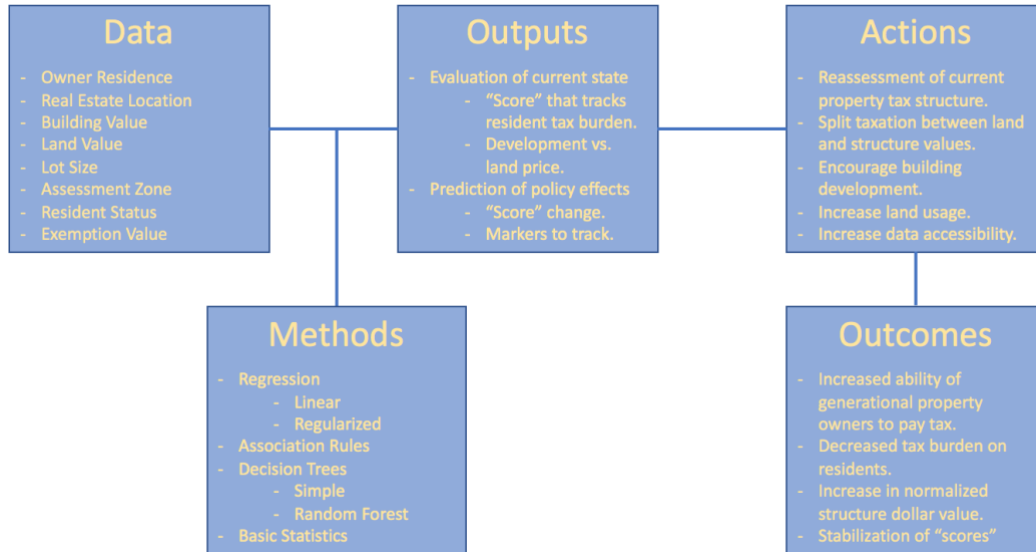 Data
- Owner Residence
- Real Estate Location
- Building Value
- Land Value
- Lot Size
- Assessment Zone
- Resident Status
- Exemption Value
Outputs
- Evaluation of current state
- “Score” that tracks
resident tax burden.
- Development vs.
land price.
- Prediction of policy effects
- “Score” change.
- Markers to track.
Actions
- Reassessment of current
property tax structure.
- Split taxation between land
and structure values.
- Encourage building
development.
- Increase land usage.
- Increase data accessibility.
Methods
- Regression
- Linear
- Regularized
- Association Rules
- Decision Trees
- Simple
- Random Forest
- Basic Statistics
Outcomes
- Increased ability of
generational property
owners to pay tax.
- Decreased tax burden on
residents.
- Increase in normalized
structure dollar value.
- Stabilization of “scores”